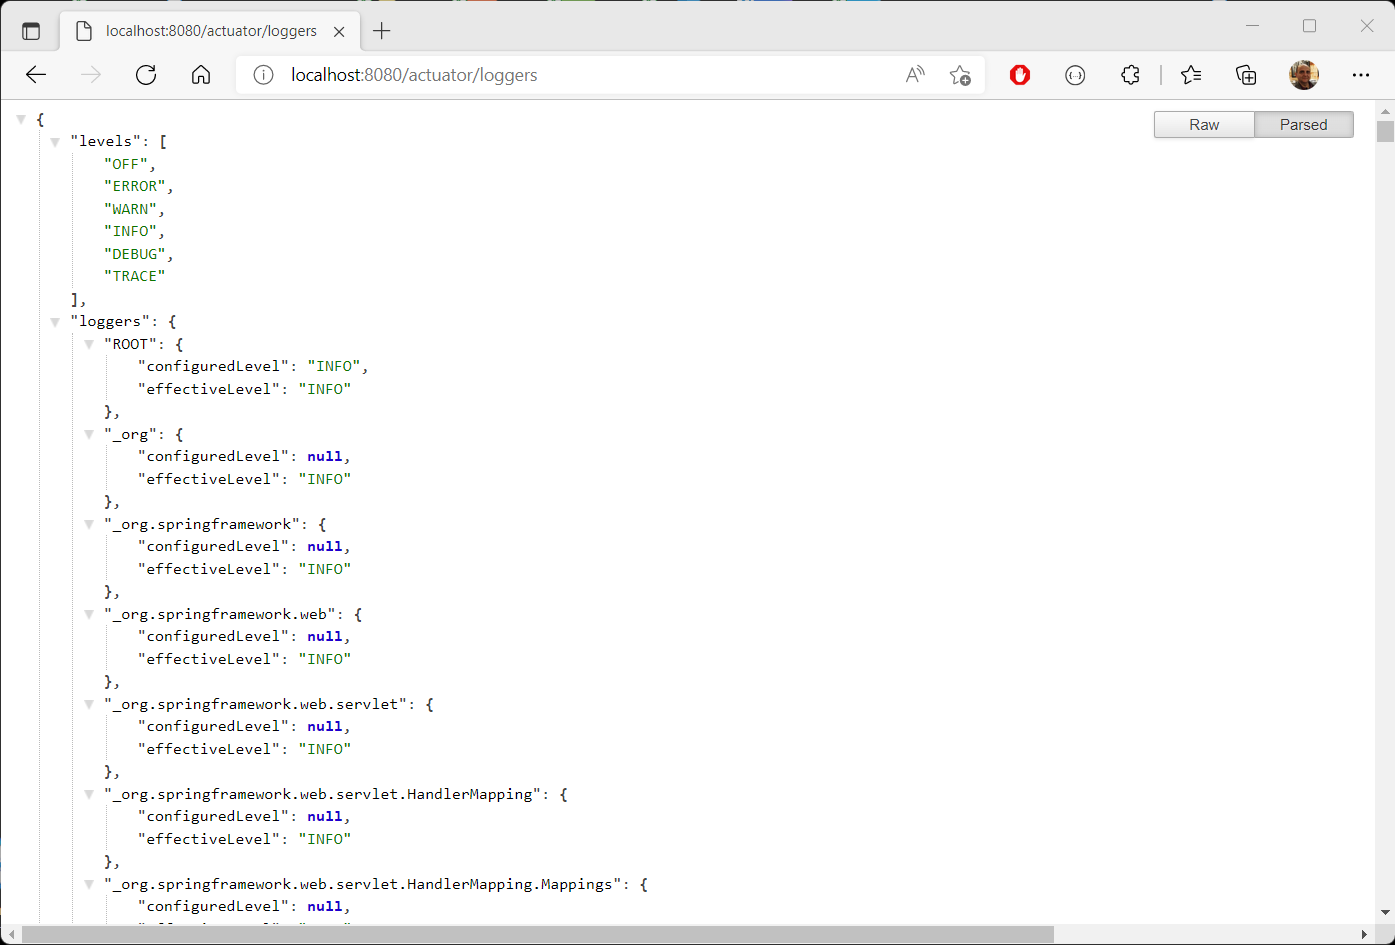 localhost:8080/actuator/loggers
localhost:8080/actuator/loggers
Raw Parsed
{
"levels": [
"OFF",
"ERROR",
"WARN",
"INFO",
"DEBUG",
"TRACE"
],
"loggers": {
"ROOT": {
"configuredLevel": "INFO",
"effectiveLevel": "INFO"
},
"_org": {
"configuredLevel": null,
"effectiveLevel": "INFO"
},
"_org.springframework": {
"configuredLevel": null,
"effectiveLevel": "INFO"
},
"_org.springframework.web": {
"configuredLevel": null,
"effectiveLevel": "INFO"
},
"_org.springframework.web.servlet": {
"configuredLevel": null,
"effectiveLevel": "INFO"
},
"_org.springframework.web.servlet.HandlerMapping": {
"configuredLevel": null,
"effectiveLevel": "INFO"
},
"_org.springframework.web.servlet.HandlerMapping.Mappings": {
"configuredLevel": null,